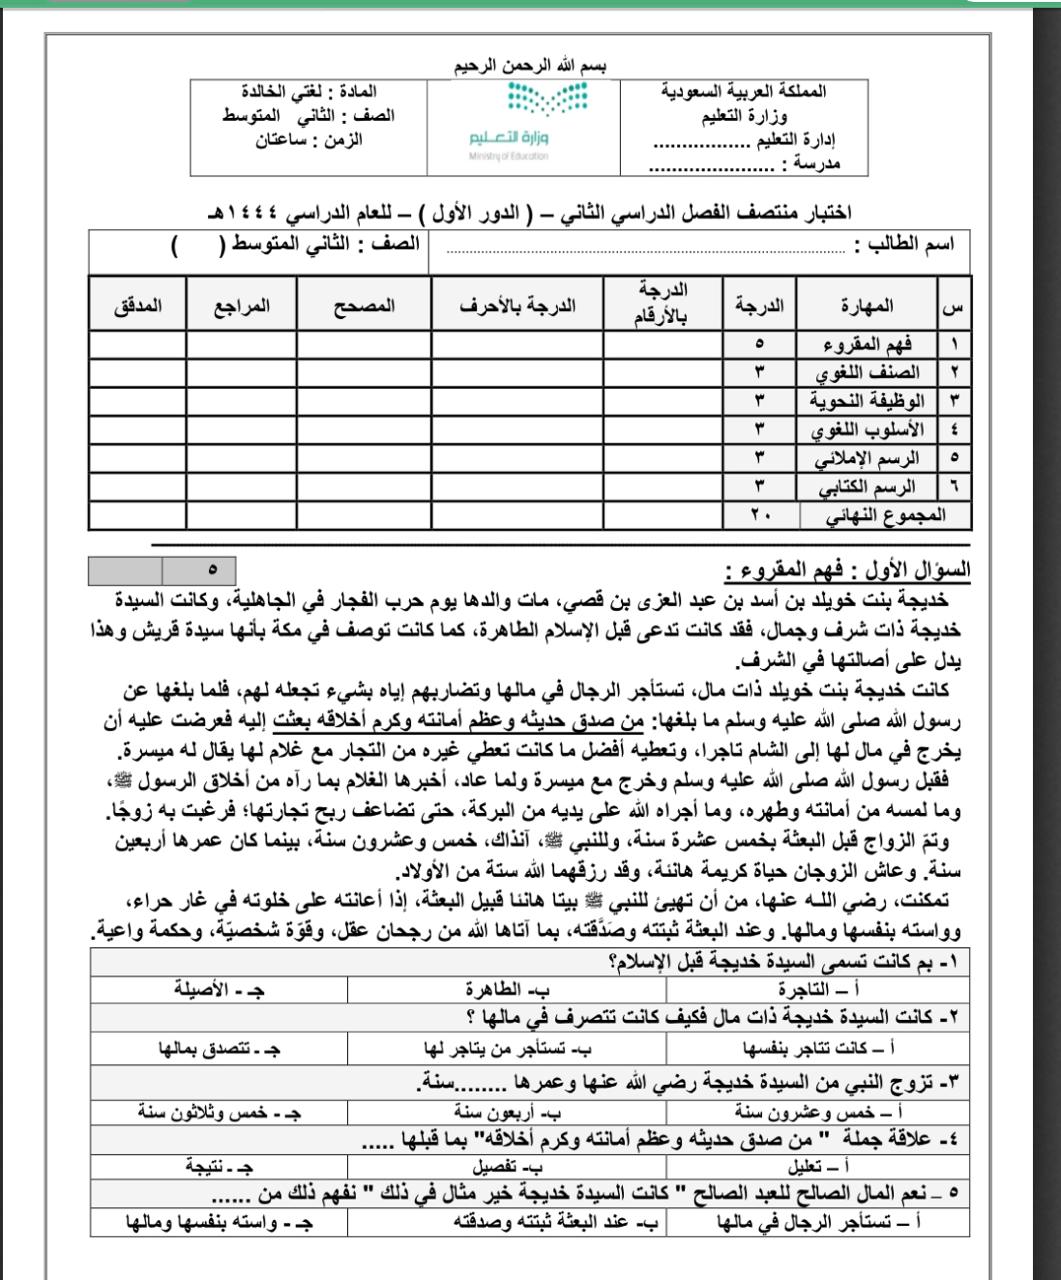 بسم الله الرحمن الرحيم
المملكة العربية السعودية
وزارة التعليم
إدارة التعليم .................
مدرسة : ......................
وزارة التعليم
Ministry of Education
المادة : لغتي الخالدة
الصف : الثاني المتوسط
الزمن : ساعتان
اختبار منتصف الفصل الدراسي الثاني – ( الدور الأول ) – للعام الدراسي ١٤٤٤هـ
اسم الطالب : ........................................ الصف : الثاني المتوسط ( )
س المهارة الدرجة الدرجة بالأرقام الدرجة بالأحرف المصحح المراجع المدقق
١ فهم المقروء ٥
٢ الصنف اللغوي ٣
٣ الوظيفة النحوية ٣
٤ الأسلوب اللغوي ٣
٥ الرسم الإملائي ٣
٦ الرسم الكتابي ٣
المجموع النهائي ٢٠
السؤال الأول : فهم المقروء : ٥
خديجة بنت خويلد بن أسد بن عبد العزى بن قصي، مات والدها يوم حرب الفجار في الجاهلية، وكانت السيدة
خديجة ذات شرف وجمال، فقد كانت تدعى قبل الإسلام الطاهرة، كما كانت توصف في مكة بأنها سيدة قريش وهذا
يدل على أصالتها في الشرف.
كانت خديجة بنت خويلد ذات مال، تستأجر الرجال في مالها وتضاربهم إياه بشيء تجعله لهم، فلما بلغها عن
رسول الله صلى الله عليه وسلم ما بلغها: من صدق حديثه وعظم أمانته وكرم أخلاقه بعثت إليه فعرضت عليه أن
يخرج في مال لها إلى الشام تاجرا، وتعطيه أفضل ما كانت تعطي غيره من التجار مع غلام لها يقال له ميسرة.
فقبل رسول الله صلى الله عليه وسلم وخرج مع ميسرة ولما عاد، أخبرها الغلام بما رآه من أخلاق الرسول ﷺ،
وما لمسه من أمانته وطهره، وما أجراه الله على يديه من البركة، حتى تضاعف ربح تجارتها؛ فرغبت به زوجًا.
وتمّ الزواج قبل البعثة بخمس عشرة سنة، وللنبي ﷺ، آنذاك، خمس وعشرون سنة، بينما كان عمرها أربعين
سنة. وعاش الزوجان حياة كريمة هانئة، وقد رزقهما الله ستة من الأولاد.
تمكنت، رضي الله عنها، من أن تهيئ للنبي ﷺ بيتا هانئا قبيل البعثة، إذا أعانته على خلوته في غار حراء،
وواسته بنفسها ومالها. وعند البعثة ثبتته وصدّقته، بما آتاها الله من رجحان عقل، وقوّة شخصيّة، وحكمة واعية.
١- بم كانت تسمى السيدة خديجة قبل الإسلام؟
أ – التاجرة ب- الطاهرة جـ - الأصيلة
٢- كانت السيدة خديجة ذات مال فكيف كانت تتصرف في مالها ؟
أ – كانت تتاجر بنفسها ب- تستأجر من يتاجر لها جـ - تتصدق بمالها
٣- تزوج النبي من السيدة خديجة رضي الله عنها وعمرها ........سنة.
أ – خمس وعشرون سنة ب- أربعون سنة جـ - خمس وثلاثون سنة
٤- علاقة جملة " من صدق حديثه وعظم أمانته وكرم أخلاقه" بما قبلها .....
أ – تعليل ب- تفصيل جـ - نتيجة
٥ – نعم المال الصالح للعبد الصالح " كانت السيدة خديجة خير مثال في ذلك " نفهم ذلك من ......
أ – تستأجر الرجال في مالها ب- عند البعثة ثبتته وصدقته جـ - واسته بنفسها ومالها